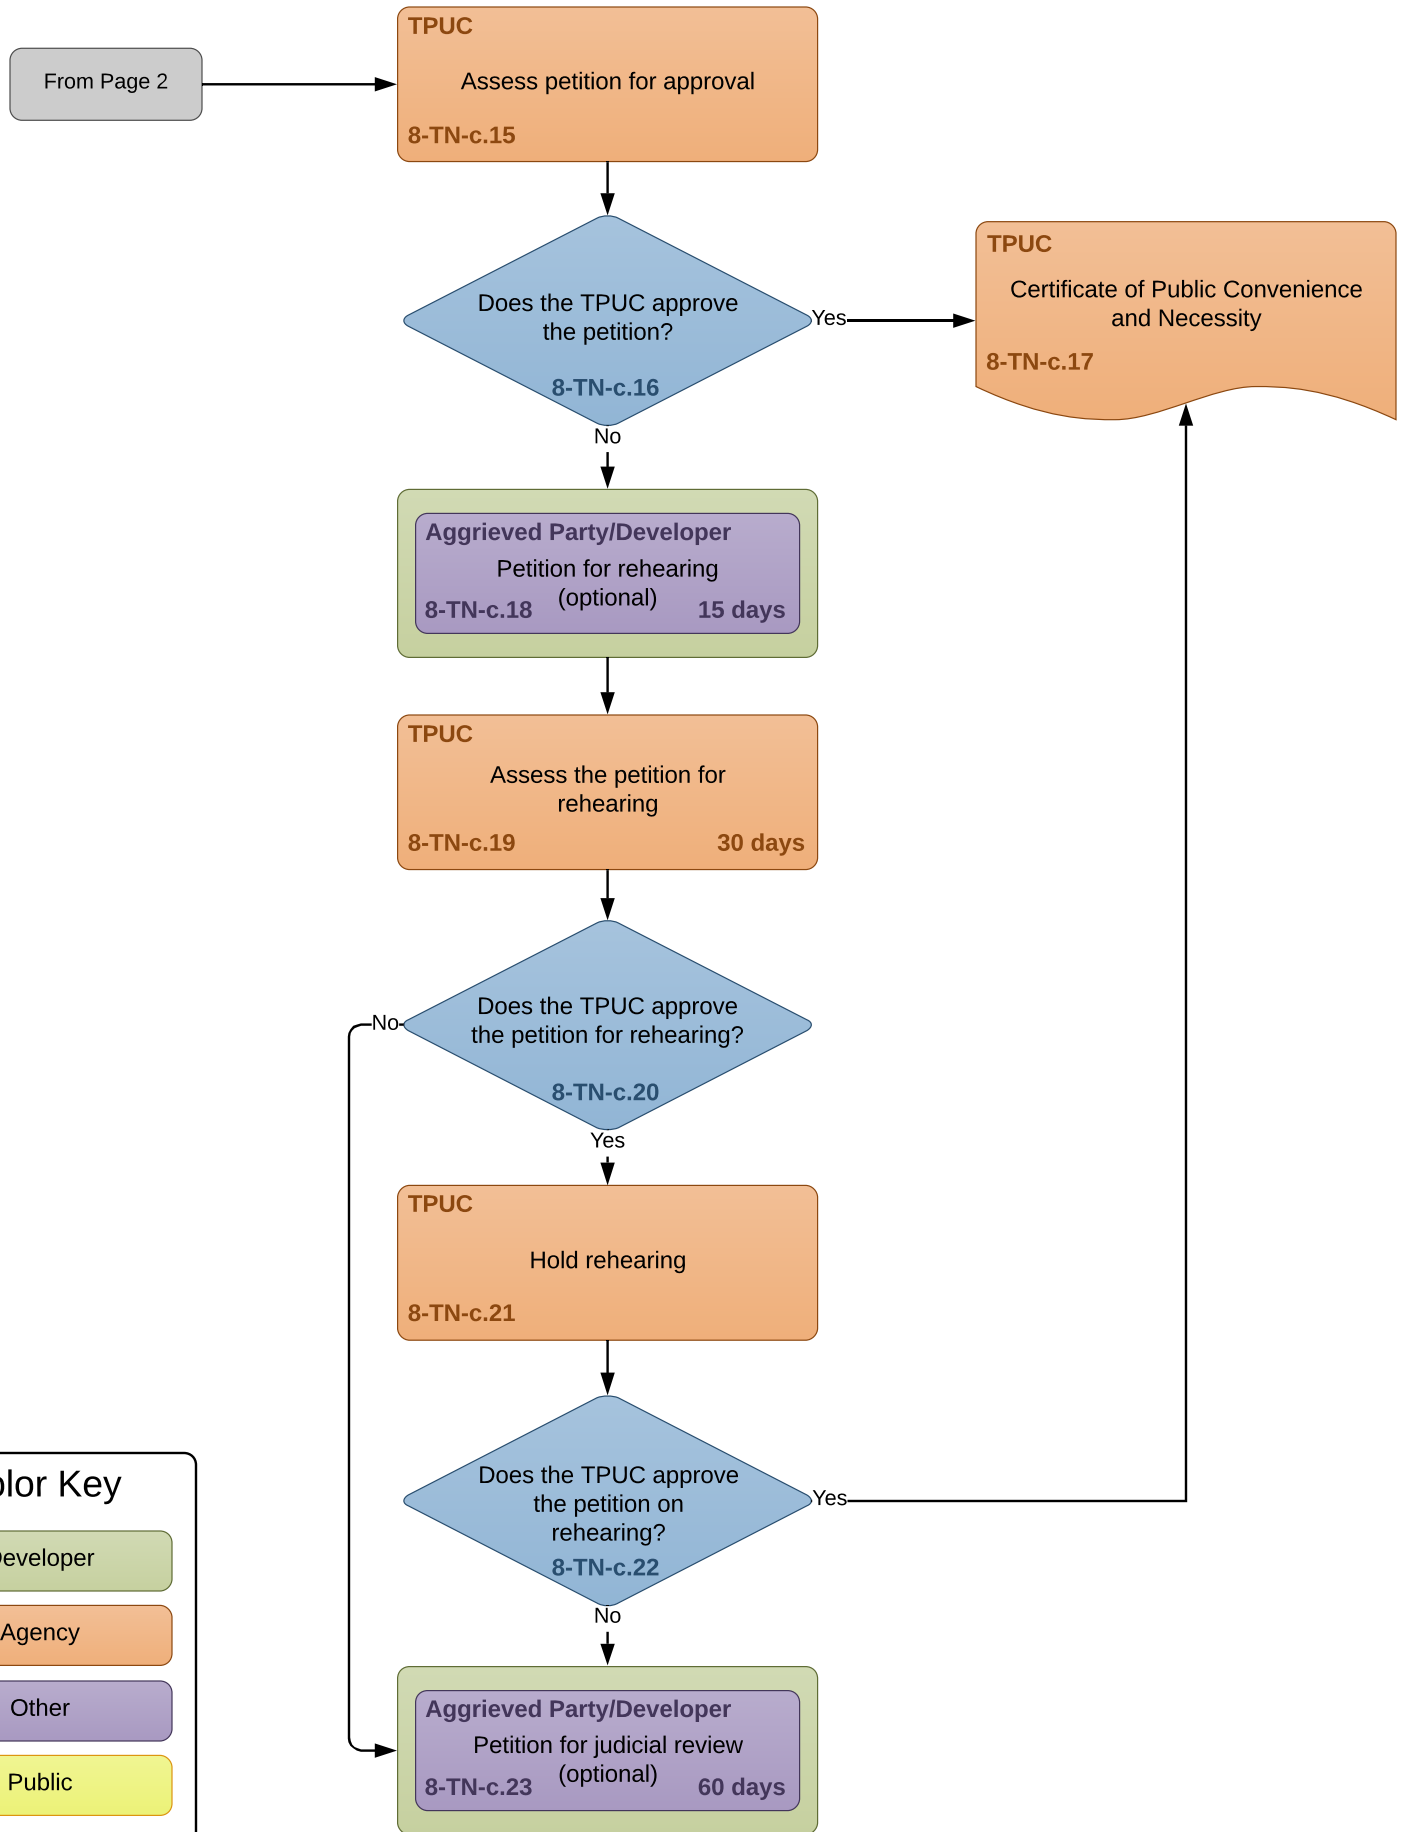 From Page 2
TPUC
Assess petition for approval
8-TN-c.15
Does the TPUC approve
the petition?
8-TN-c.16
Yes
No
TPUC
Certificate of Public Convenience
and Necessity
8-TN-c.17
Aggrieved Party/Developer
Petition for rehearing
(optional)
8-TN-c.18
15 days
TPUC
Assess the petition for
rehearing
8-TN-c.19
30 days
Does the TPUC approve
the petition for rehearing?
8-TN-c.20
No
Yes
TPUC
Hold rehearing
8-TN-c.21
Does the TPUC approve
the petition on
rehearing?
8-TN-c.22
Yes
No
Aggrieved Party/Developer
Petition for judicial review
(optional)
8-TN-c.23
60 days
olor Key
eveloper
Agency
Other
Public